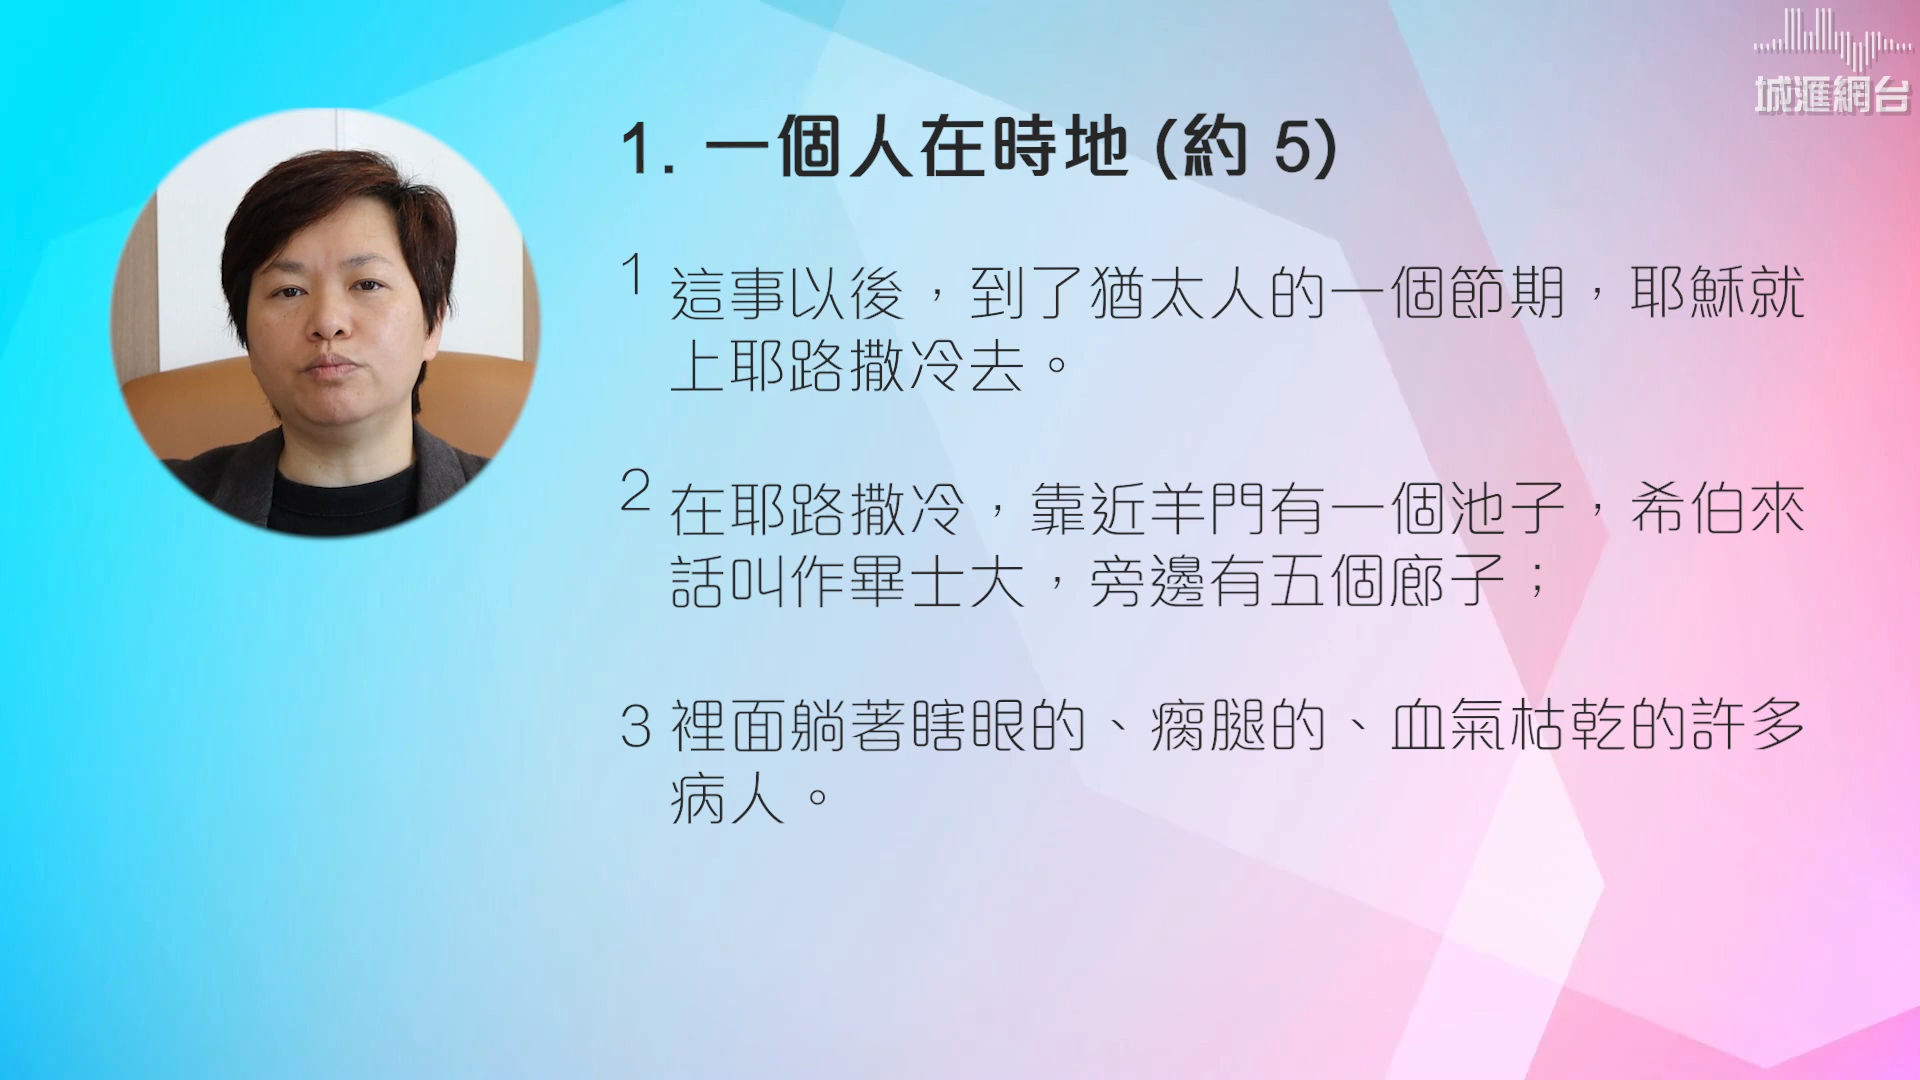 城滙網台
1. 一個人在時地 (約 5)
1 這事以後，到了猶太人的一個節期，耶穌就
上耶路撒冷去。
2 在耶路撒冷，靠近羊門有一個池子，希伯來
話叫作畢士大，旁邊有五個廊子；
3 裡面躺著瞎眼的、瘸腿的、血氣枯乾的許多
病人。